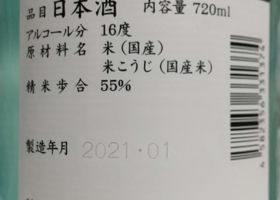 品目 日本酒 内容量 720ml
アルコール分 16度
原材料名 米(国産)
米こうじ(国産米)
精米歩合 55%
製造年月 2021・01